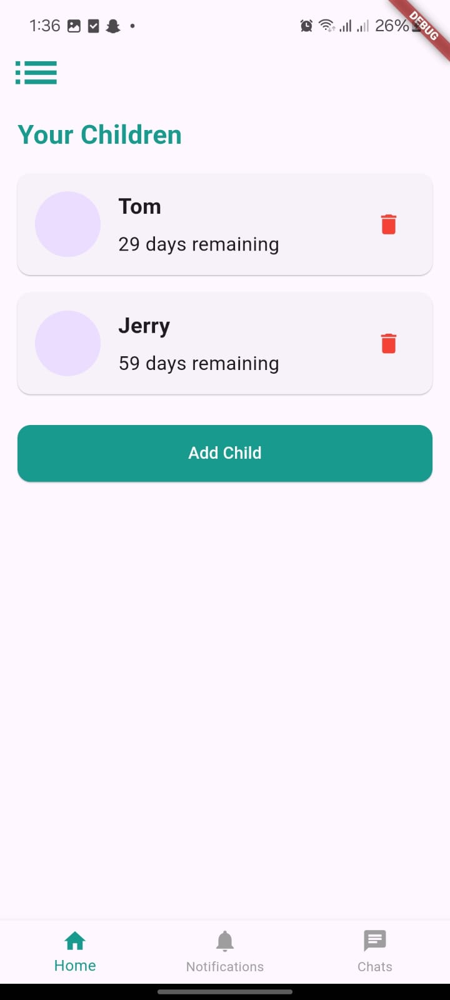 1:36
26%
DEBUG
Your Children
Tom
29 days remaining
Jerry
59 days remaining
Add Child
Home
Notifications
Chats